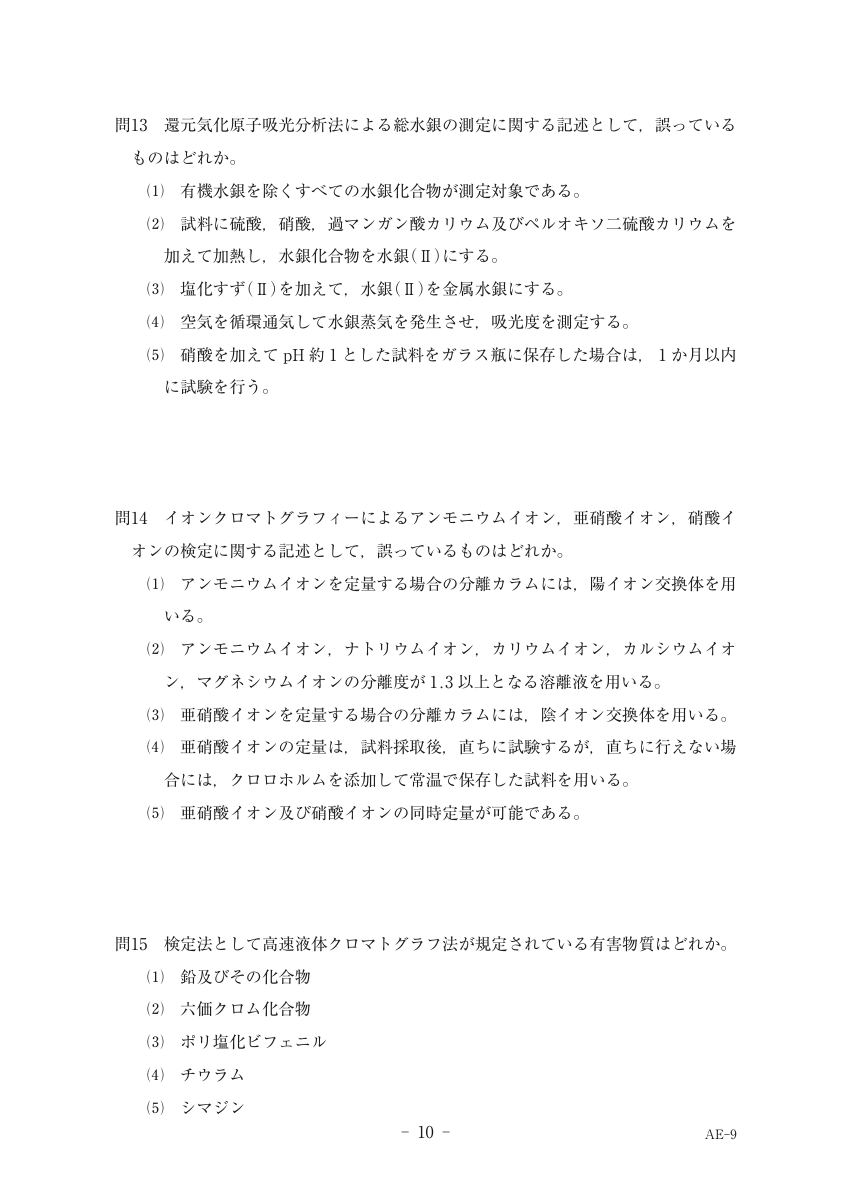 問13 還元気化原子吸光分析法による総水銀の測定に関する記述として，誤っている
ものはどれか。
⑴ 有機水銀を除くすべての水銀化合物が測定対象である。
⑵ 試料に硫酸，硝酸，過マンガン酸カリウム及びペルオキソ二硫酸カリウムを
加えて加熱し，水銀化合物を水銀(Ⅱ)にする。
⑶ 塩化すず(Ⅱ)を加えて，水銀(Ⅱ)を金属水銀にする。
⑷ 空気を循環通気して水銀蒸気を発生させ，吸光度を測定する。
⑸ 硝酸を加えて pH 約 1 とした試料をガラス瓶に保存した場合は， 1 か月以内
に試験を行う。
問14 イオンクロマトグラフィーによるアンモニウムイオン，亜硝酸イオン，硝酸イ
オンの検定に関する記述として，誤っているものはどれか。
⑴ アンモニウムイオンを定量する場合の分離カラムには，陽イオン交換体を用
いる。
⑵ アンモニウムイオン，ナトリウムイオン，カリウムイオン，カルシウムイオ
ン，マグネシウムイオンの分離度が 1.3 以上となる溶離液を用いる。
⑶ 亜硝酸イオンを定量する場合の分離カラムには，陰イオン交換体を用いる。
⑷ 亜硝酸イオンの定量は，試料採取後，直ちに試験するが，直ちに行えない場
合には，クロロホルムを添加して常温で保存した試料を用いる。
⑸ 亜硝酸イオン及び硝酸イオンの同時定量が可能である。
問15 検定法として高速液体クロマトグラフ法が規定されている有害物質はどれか。
⑴ 鉛及びその化合物
⑵ 六価クロム化合物
⑶ ポリ塩化ビフェニル
⑷ チウラム
⑸ シマジン
− 10 −
AE−9